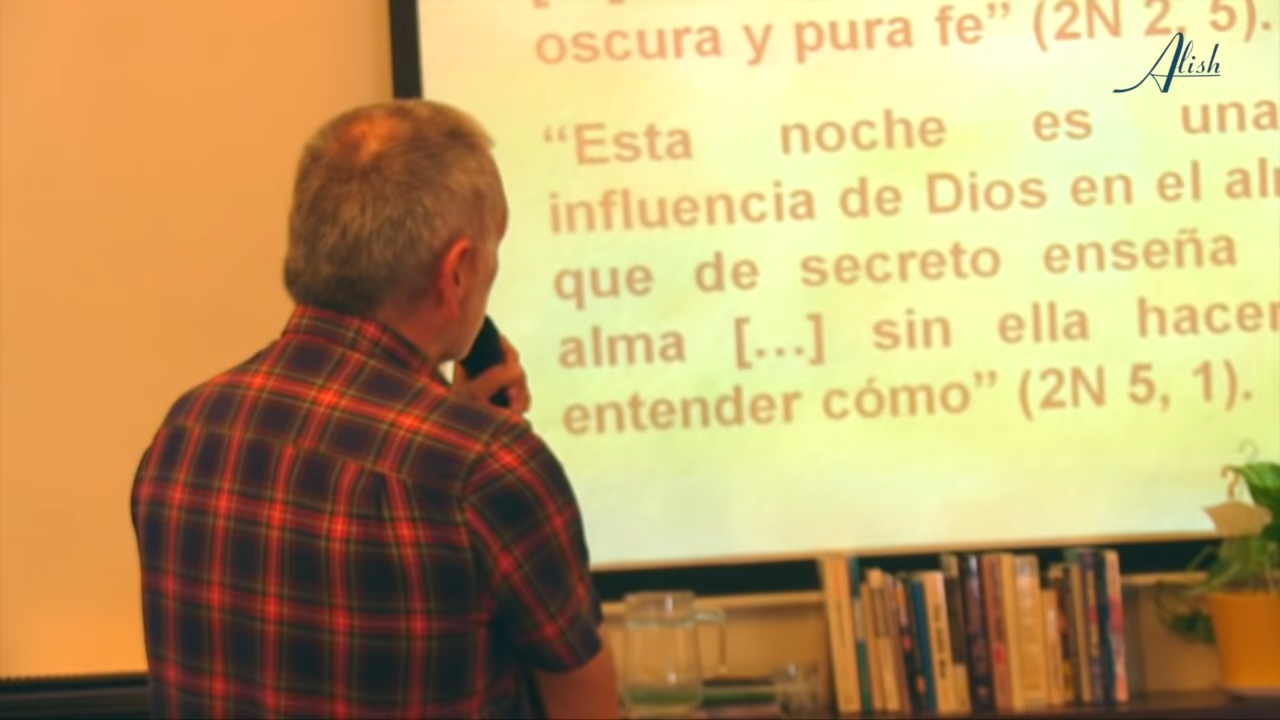 oscura y pura fe” (2N 2, 5).
“Esta noche es una
influencia de Dios en el
que de secreto enseña
alma [...] sin ella
entender cómo” (2N 5, 1).
Alish